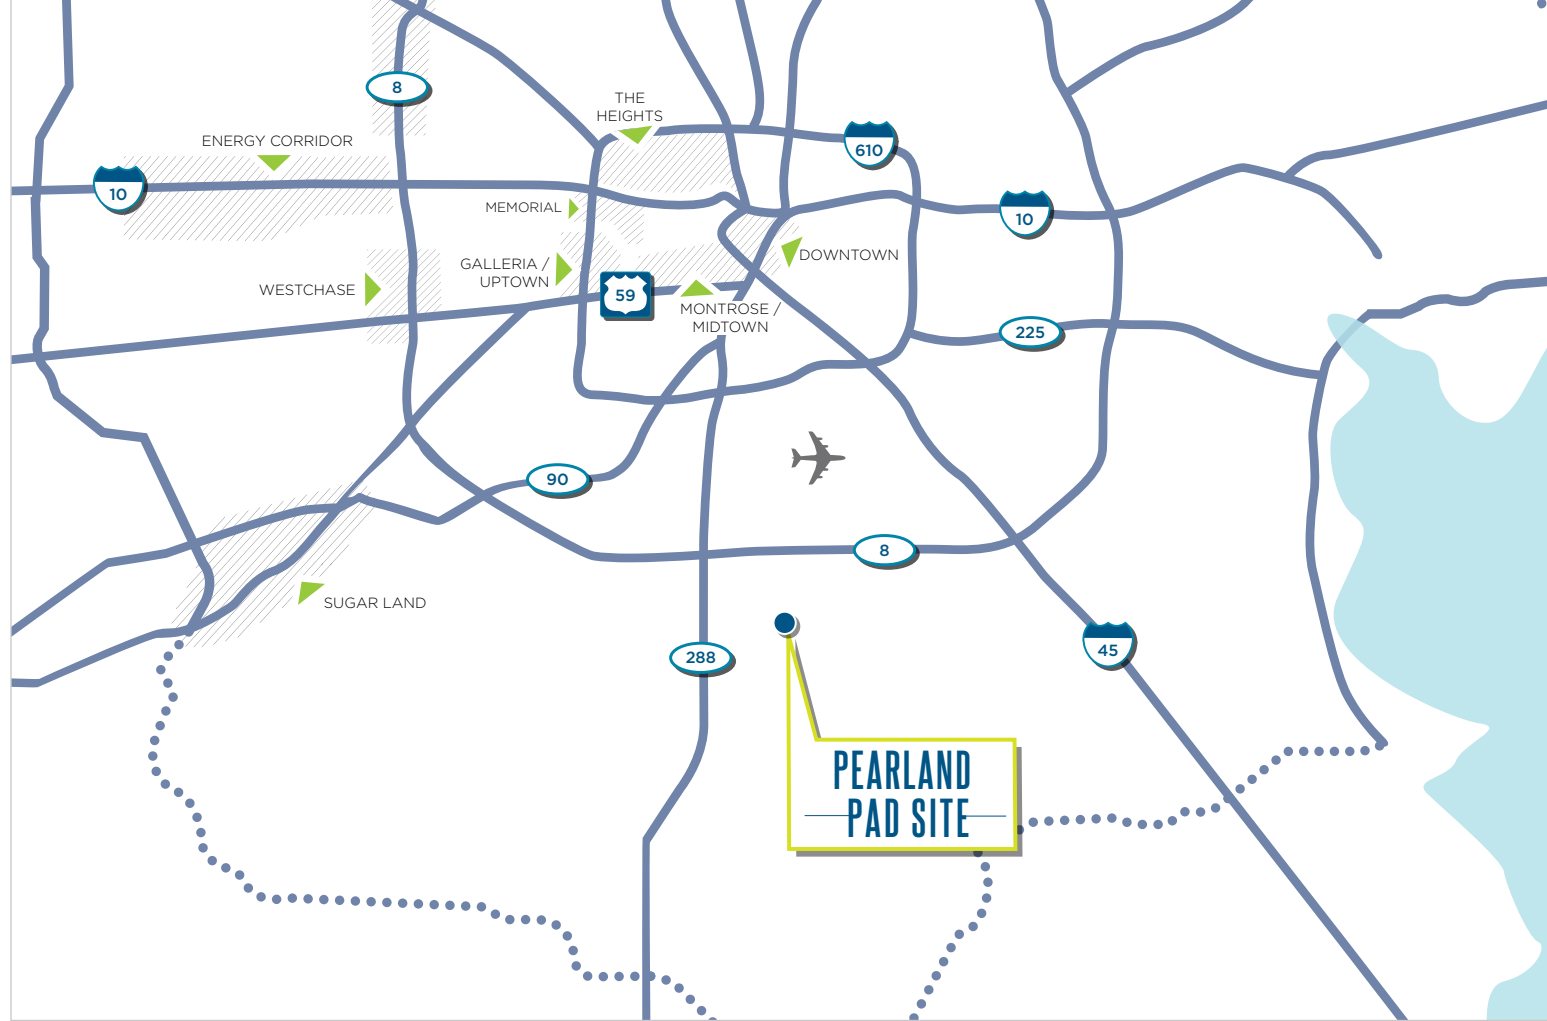 8
THE
HEIGHTS
ENERGY CORRIDOR
610
10
MEMORIAL
10
DOWNTOWN
GALLERIA /
UPTOWN
WESTCHASE
59
MONTROSE /
MIDTOWN
225
90
8
SUGAR LAND
288
45
PEARLAND
PAD SITE